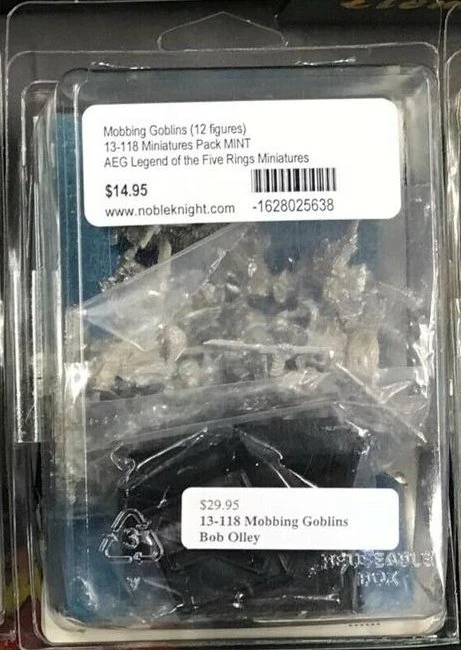 Mobbing Goblins (12 figures)
13-118 Miniatures Pack MINT
AEG Legend of the Five Rings Miniatures
$14.95
www.nobleknight.com -1628025638
$29.95
13-118 Mobbing Goblins
Bob Olley
3
V